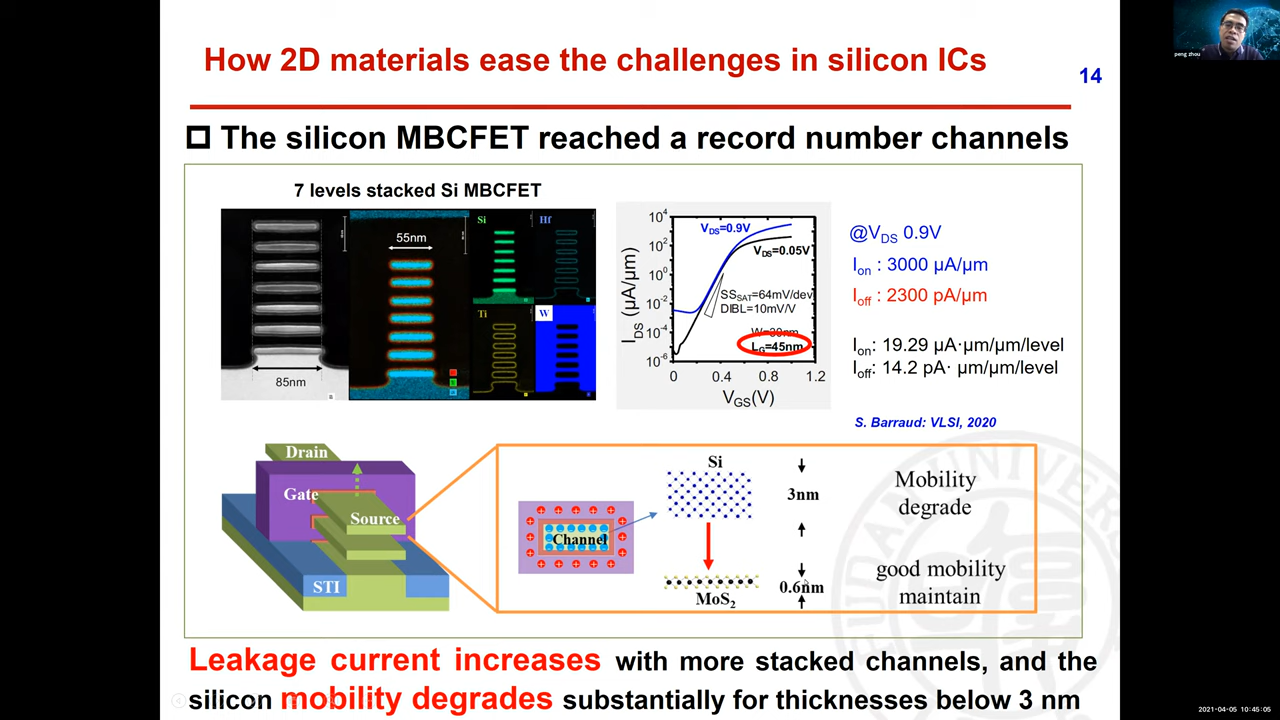 How 2D materials ease the challenges in silicon ICs
14
peng zhou
The silicon MBCFET reached a record number channels
7 levels stacked Si MBCFET
85nm
55nm
Si
Hf
Ti
W
I_DS (μA/μm)
10^4
10^2
10^0
10^-2
10^-4
10^-6
V_DS=0.9V
V_DS=0.05V
SS_SAT=64mV/dev
DIBL=10mV/V
L_G=45nm
0
0.4
0.8
1.2
V_GS(V)
@V_DS 0.9V
I_on : 3000 μA/μm
I_off : 2300 pA/μm
I_on: 19.29 μA·μm/μm/level
I_off: 14.2 pA· μm/μm/level
S. Barraud: VLSI, 2020
Drain
Gate
Source
STI
Channel
Si
3nm
Mobility
degrade
MoS_2
0.6nm
good mobility
maintain
Leakage current increases with more stacked channels, and the
silicon mobility degrades substantially for thicknesses below 3 nm
2021-04-05 10:45:05